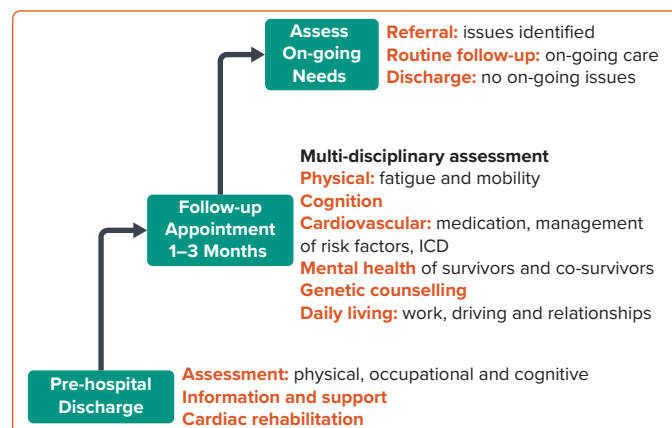 Assess
On-going
Needs
Referral: issues identified
Routine follow-up: on-going care
Discharge: no on-going issues
Follow-up
Appointment
1–3 Months
Multi-disciplinary assessment
Physical: fatigue and mobility
Cognition
Cardiovascular: medication, management
of risk factors, ICD
Mental health of survivors and co-survivors
Genetic counselling
Daily living: work, driving and relationships
Pre-hospital
Discharge
Assessment: physical, occupational and cognitive
Information and support
Cardiac rehabilitation